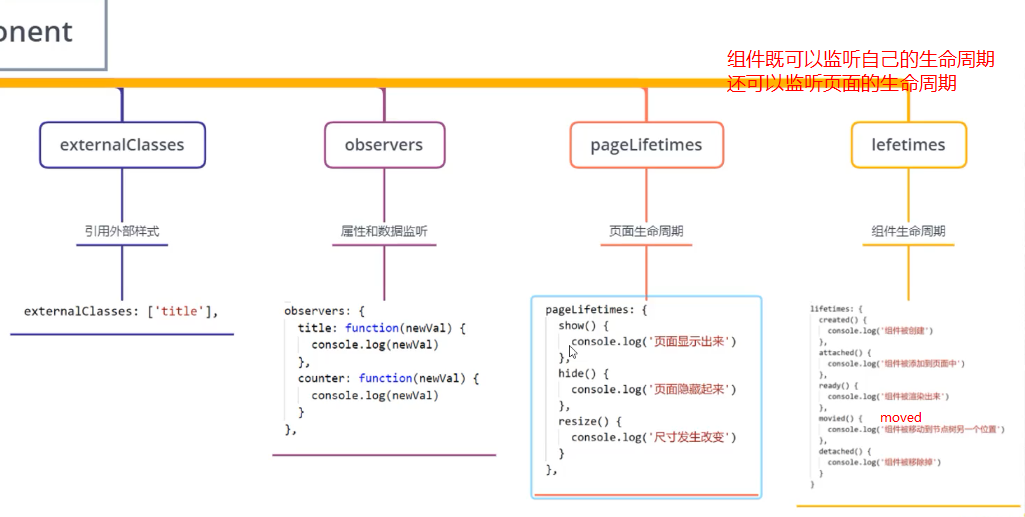 onent
组件既可以监听自己的生命周期
还可以监听页面的生命周期
externalClasses
引用外部样式
externalClasses: ['title'],
observers
属性和数据监听
observers: {
title: function(newVal) {
console.log(newVal)
},
counter: function(newVal) {
console.log(newVal)
}
},
pageLifetimes
页面生命周期
pageLifetimes: {
show() {
console.log('页面显示出来')
},
hide() {
console.log('页面隐藏起来')
},
resize() {
console.log('尺寸发生改变')
}
},
lefetimes
组件生命周期
lifetimes: {
created() {
console.log('组件被创建')
},
attached() {
console.log('组件被添加到页面中')
},
ready() {
console.log('组件被渲染出来')
},
movied() {
moved
console.log('组件被移动到节点树另一个位置')
},
detached() {
console.log('组件被移除掉')
}
}